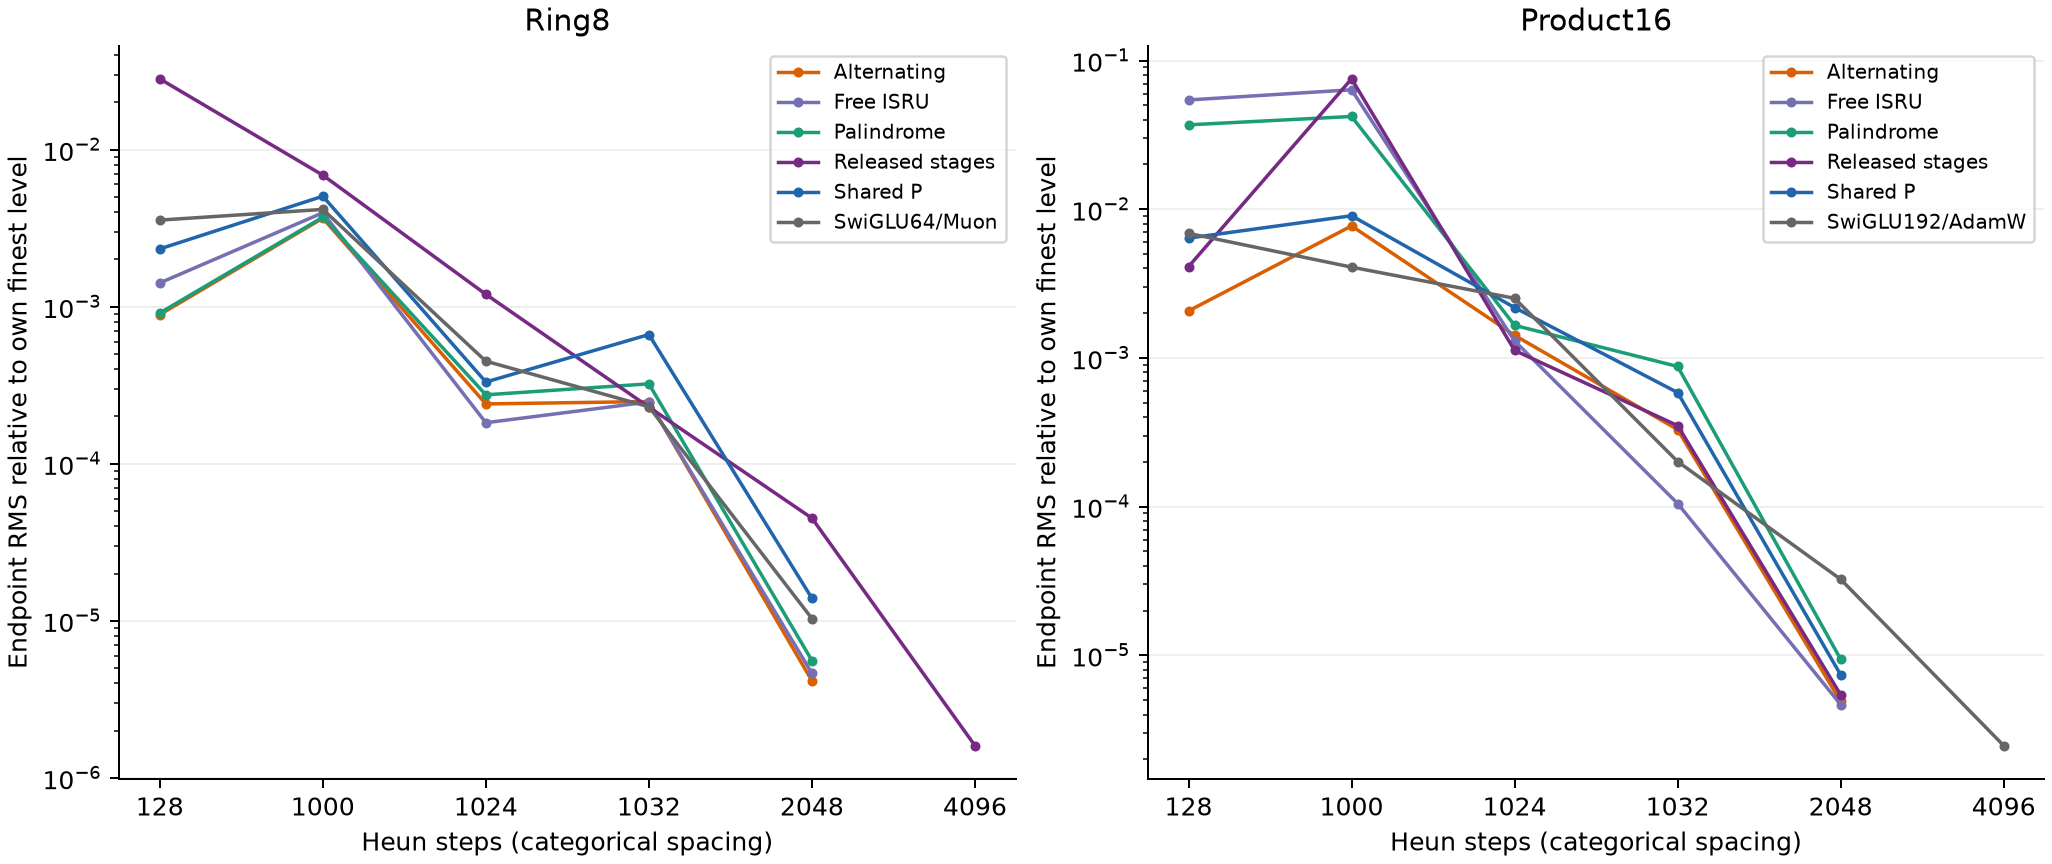 Ring8
Endpoint RMS relative to own finest level
10⁻²
10⁻³
10⁻⁴
10⁻⁵
10⁻⁶
Alternating
Free ISRU
Palindrome
Released stages
Shared P
SwiGLU64/Muon
128 1000 1024 1032 2048 4096
Heun steps (categorical spacing)
Product16
Endpoint RMS relative to own finest level
10⁻¹
10⁻²
10⁻³
10⁻⁴
10⁻⁵
Alternating
Free ISRU
Palindrome
Released stages
Shared P
SwiGLU192/AdamW
128 1000 1024 1032 2048 4096
Heun steps (categorical spacing)